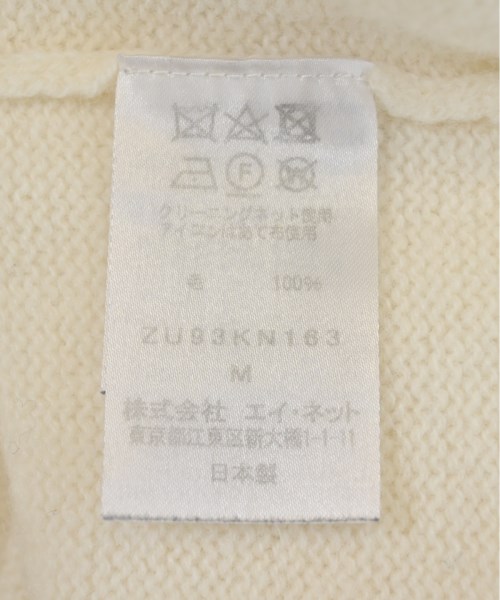 クリーニングネット使用
アイロンはあて布使用
毛 100%
ZU93KN163
M
株式会社 エイ・ネット
東京都江東区新大橋1-1-11
日本製